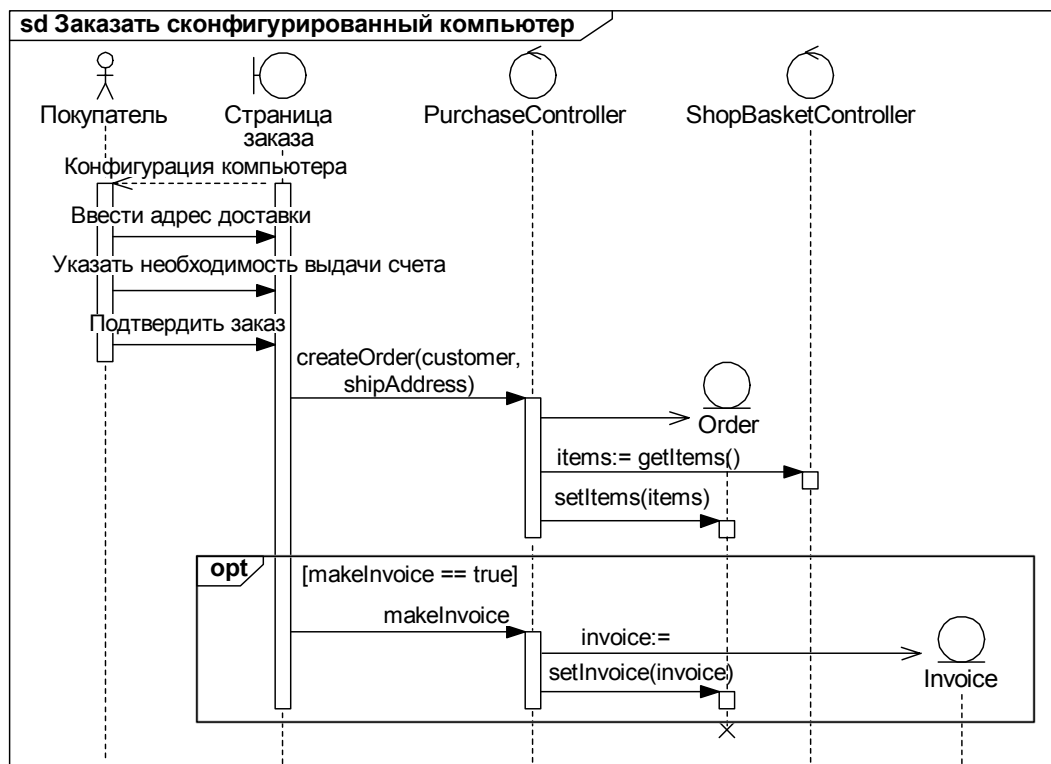 sd Заказать сконфигурированный компьютер
Покупатель
Страница
заказа
PurchaseController
ShopBasketController
Конфигурация компьютера
Ввести адрес доставки
Указать необходимость выдачи счета
Подтвердить заказ
createOrder(customer,
shipAddress)
Order
items:= getItems()
setItems(items)
opt
[makeInvoice == true]
makeInvoice
invoice:=
setInvoice(invoice)
Invoice